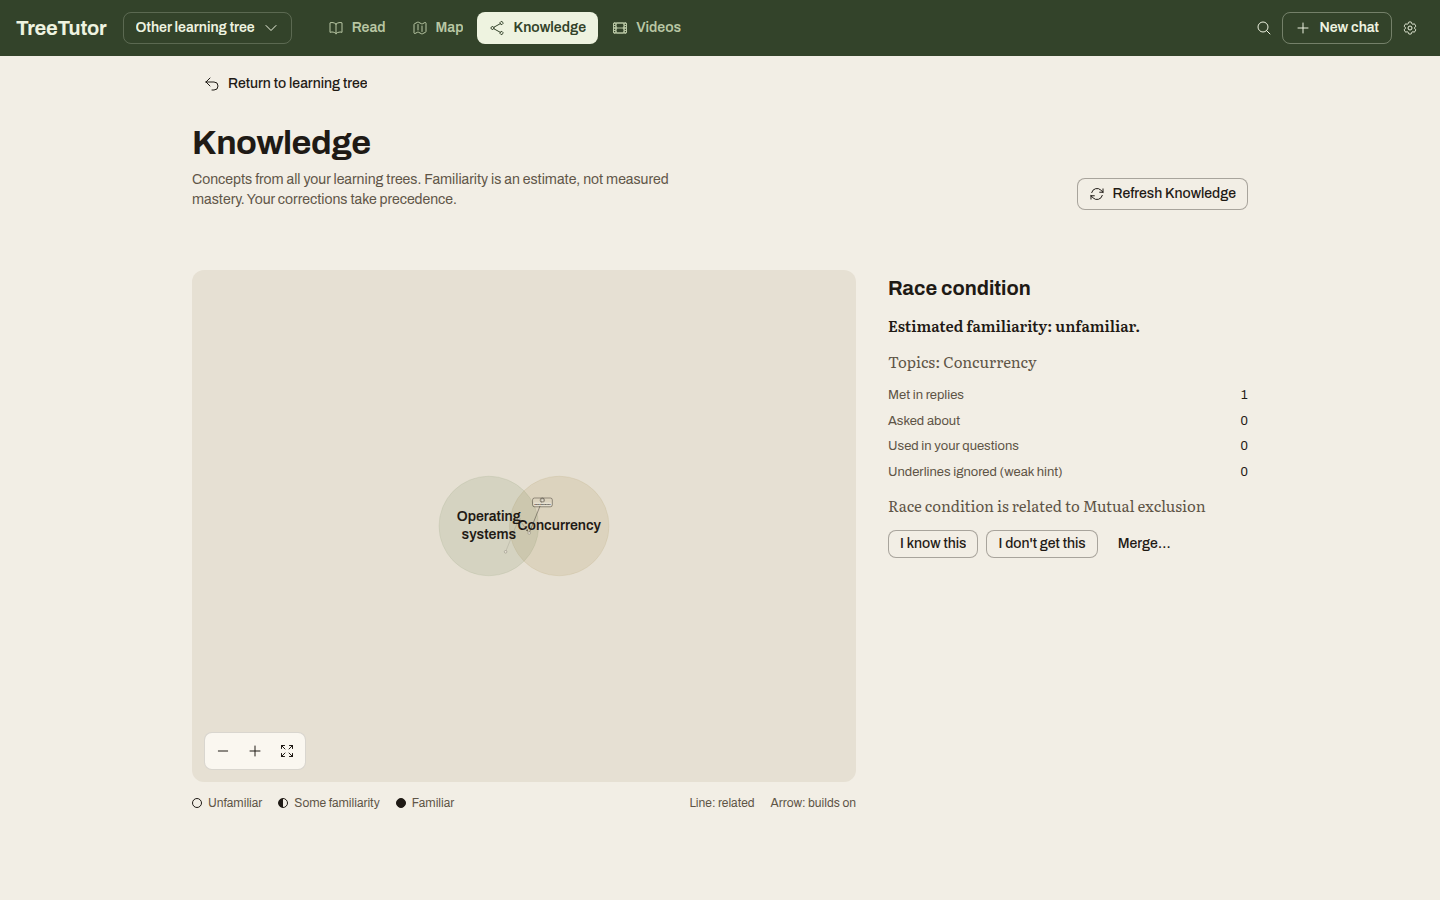 TreeTutor
Other learning tree
Read
Map
Knowledge
Videos
New chat
Return to learning tree
Knowledge
Concepts from all your learning trees. Familiarity is an estimate, not measured
mastery. Your corrections take precedence.
Refresh Knowledge
Operating
systems
Concurrency
Unfamiliar
Some familiarity
Familiar
Line: related
Arrow: builds on
Race condition
Estimated familiarity: unfamiliar.
Topics: Concurrency
Met in replies 1
Asked about 0
Used in your questions 0
Underlines ignored (weak hint) 0
Race condition is related to Mutual exclusion
I know this
I don't get this
Merge…